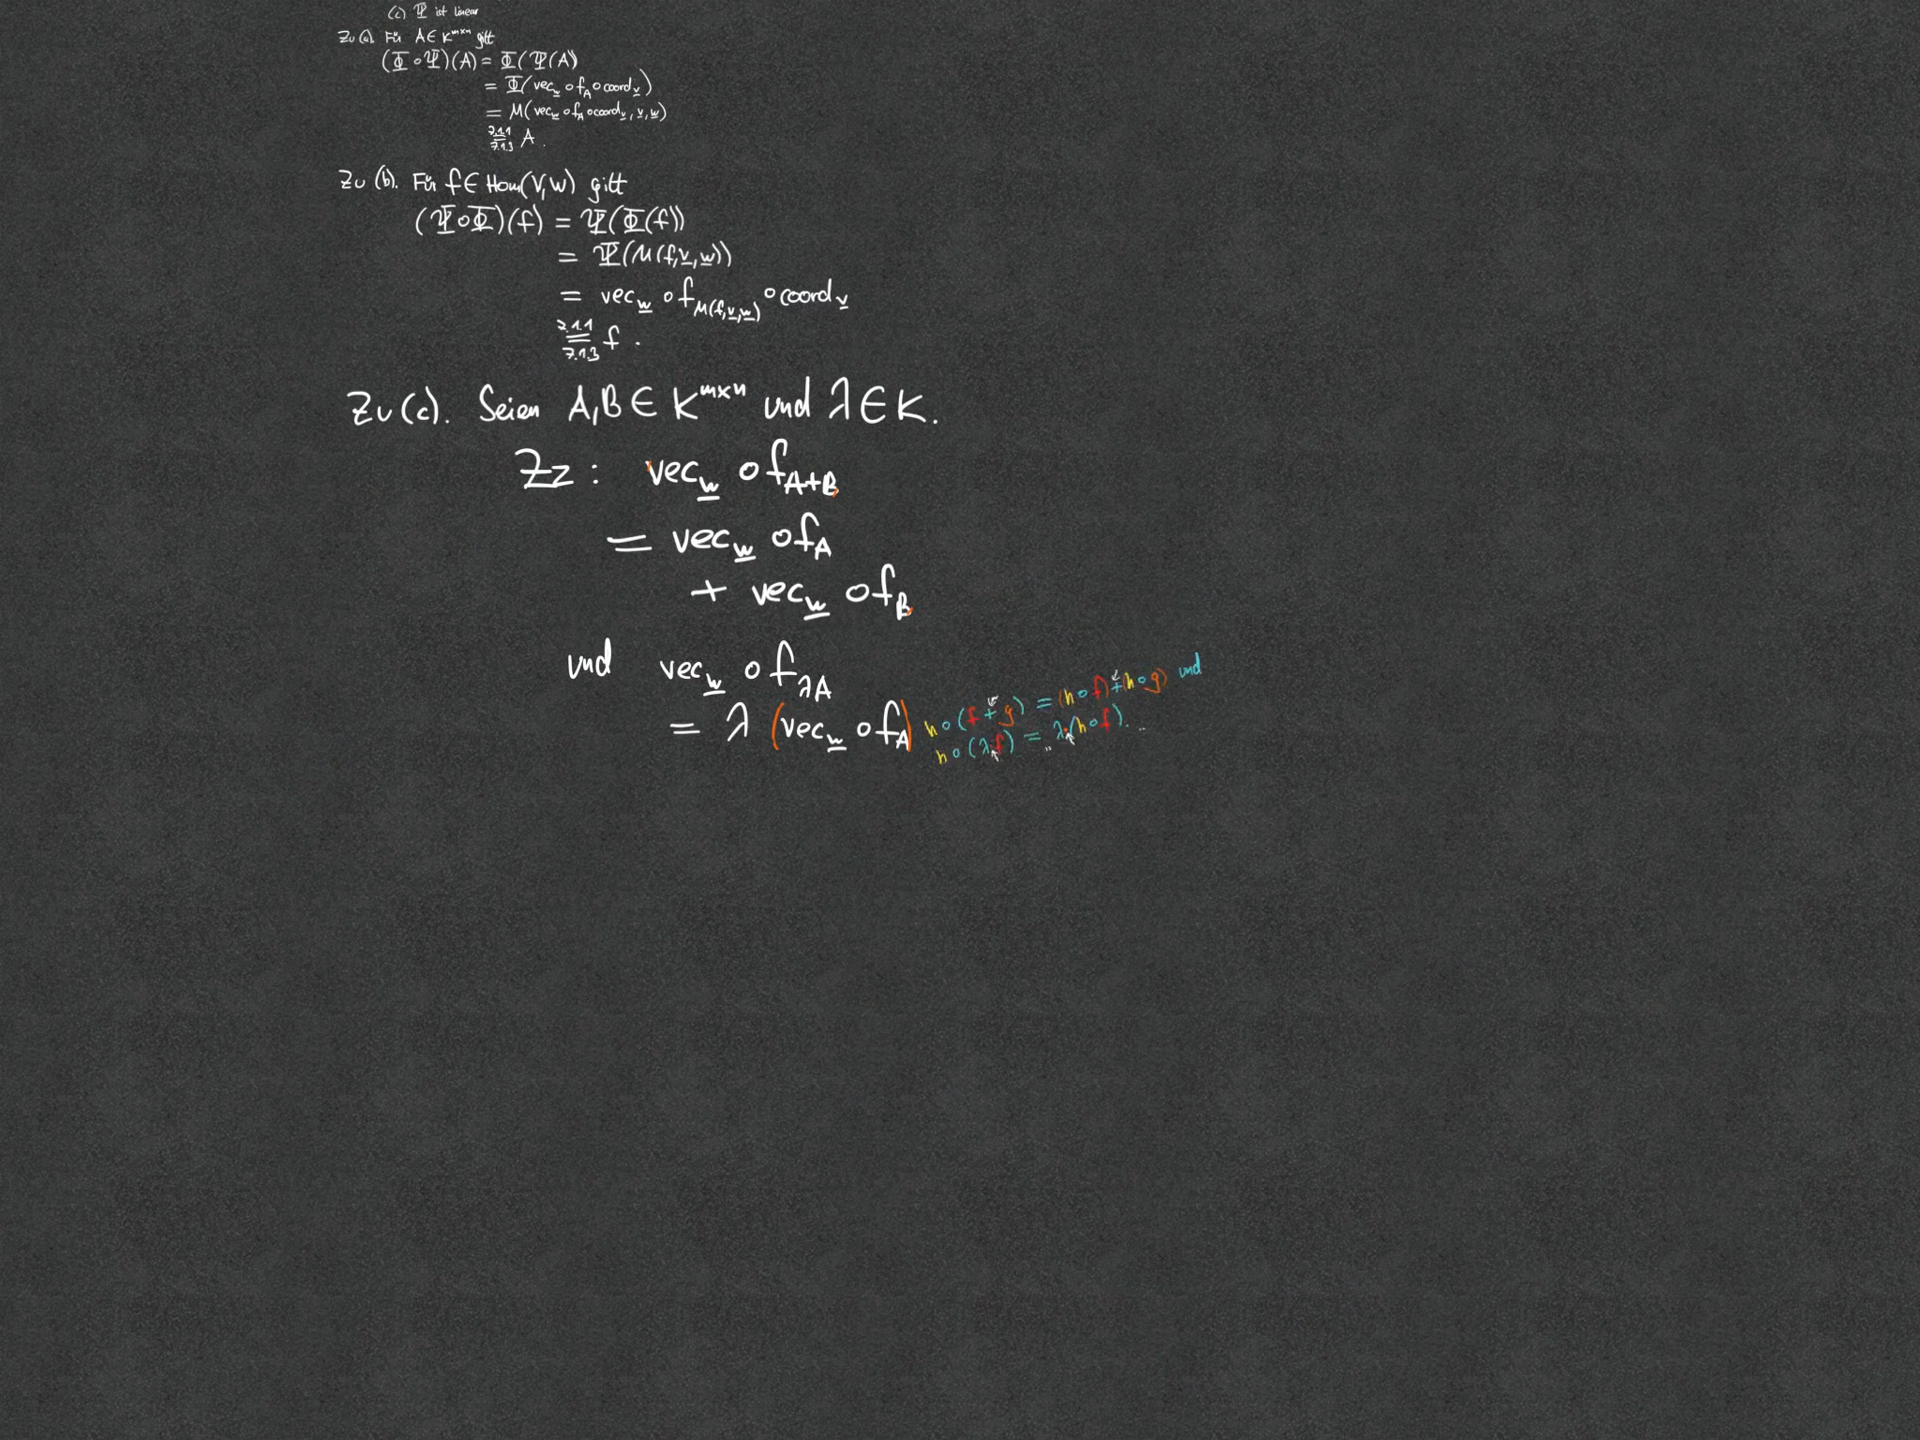 (c) Ψ ist linear
Zu (a). Für A ∈ K^{m×n} gilt
(Φ ∘ Ψ)(A) = Φ(Ψ(A))
= Φ(vec_w ∘ f_A ∘ coord_v)
= M(vec_w ∘ f_A ∘ coord_v, v, w)
7.1.1
= A.
7.1.3
Zu (b). Für f ∈ Hom(V,W) gilt
(Ψ ∘ Φ)(f) = Ψ(Φ(f))
= Ψ(M(f,v,w))
= vec_w ∘ f_{M(f,v,w)} ∘ coord_v
7.1.1
= f.
7.1.3
Zu (c). Seien A,B ∈ K^{m×n} und λ ∈ K.
Zz: vec_w ∘ f_{A+B}
= vec_w ∘ f_A
+ vec_w ∘ f_B
und vec_w ∘ f_{λA}
= λ (vec_w ∘ f_A)
h ∘ (f + g) = (h ∘ f) + (h ∘ g) und
h ∘ (λf) = λ(h ∘ f).